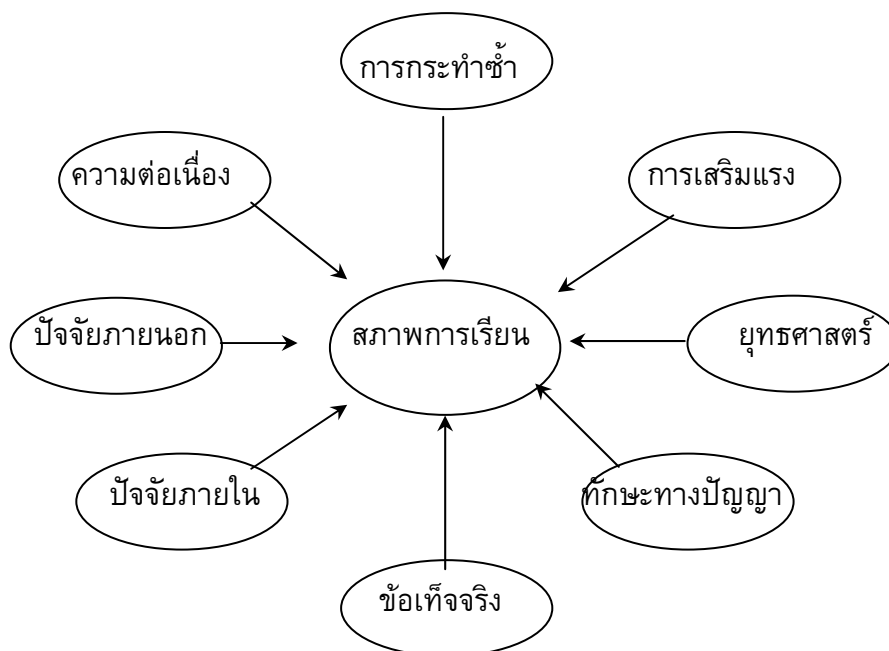 การกระทำซ้ำ
ความต่อเนื่อง
การเสริมแรง
ปัจจัยภายนอก
สภาพการเรียน
ยุทธศาสตร์
ปัจจัยภายใน
ทักษะทางปัญญา
ข้อเท็จจริง